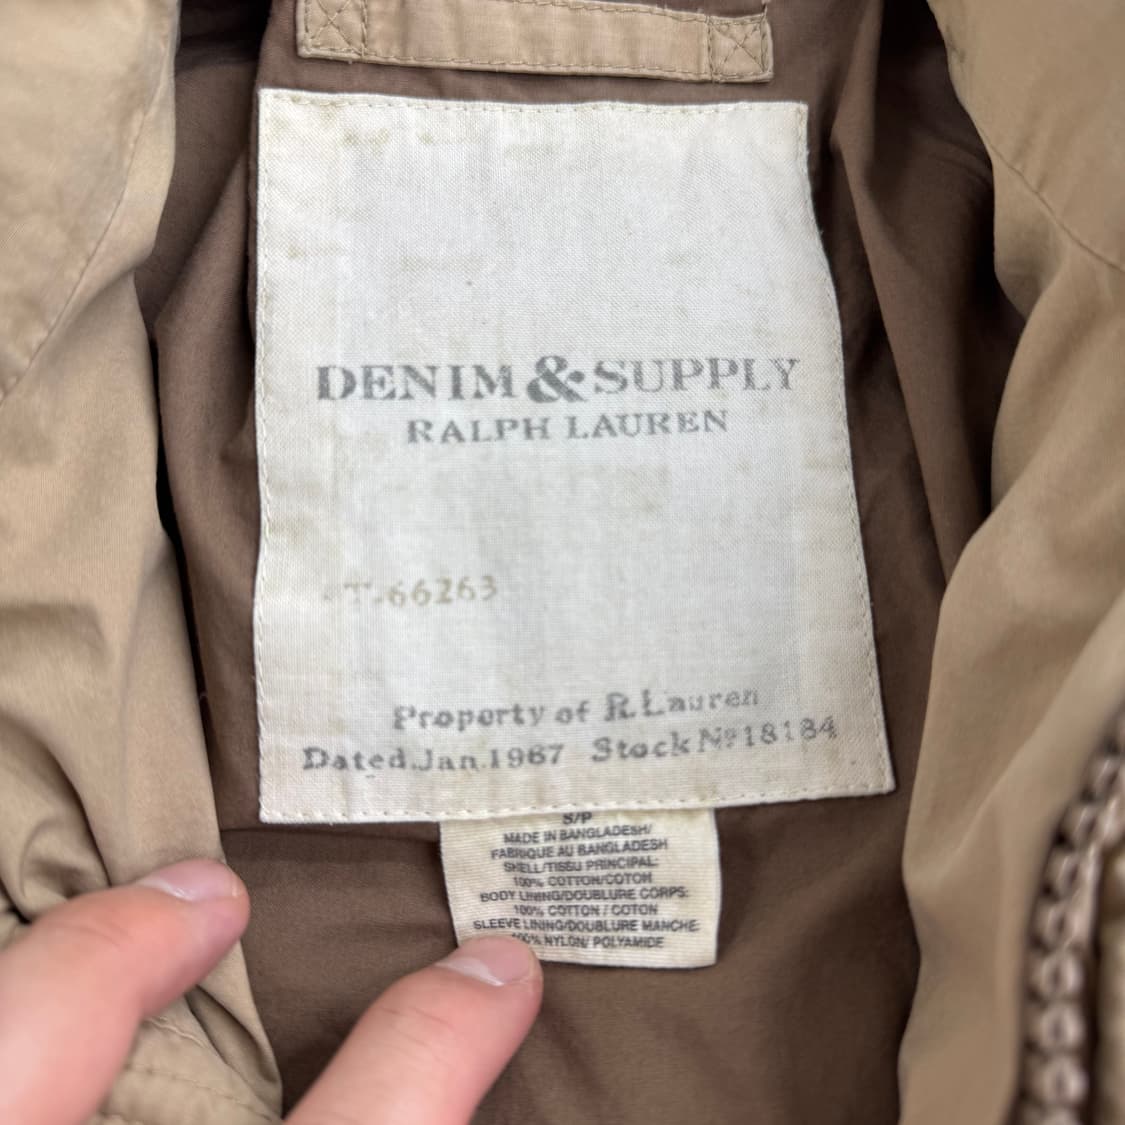 DENIM & SUPPLY
RALPH LAUREN
T-66263
Property of R.Lauren
Dated.Jan.1967 Stock Nº18184
S/P
MADE IN BANGLADESH/
FABRIQUE AU BANGLADESH
SHELL/TISSU PRINCIPAL:
100% COTTON/COTON
BODY LINING/DOUBLURE CORPS:
100% COTTON / COTON
SLEEVE LINING/DOUBLURE MANCHE:
100% NYLON/ POLYAMIDE